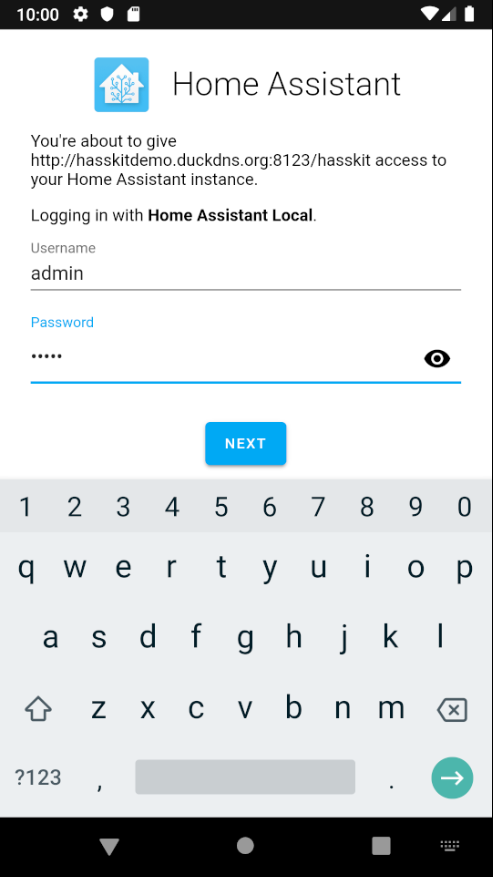 10:00
Home Assistant
You're about to give
http://hasskitdemo.duckdns.org:8123/hasskit access to
your Home Assistant instance.
Logging in with Home Assistant Local.
Username
admin
Password
•••••
NEXT
1 2 3 4 5 6 7 8 9 0
q w e r t y u i o p
a s d f g h j k l
z x c v b n m
?123 , .